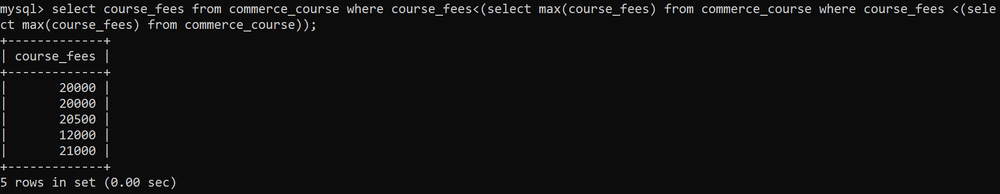 mysql> select course_fees from commerce_course where course_fees<(select max(course_fees) from commerce_course where course_fees <(sele
ct max(course_fees) from commerce_course));
+-------------+
| course_fees |
+-------------+
|       20000 |
|       20000 |
|       20500 |
|       12000 |
|       21000 |
+-------------+
5 rows in set (0.00 sec)